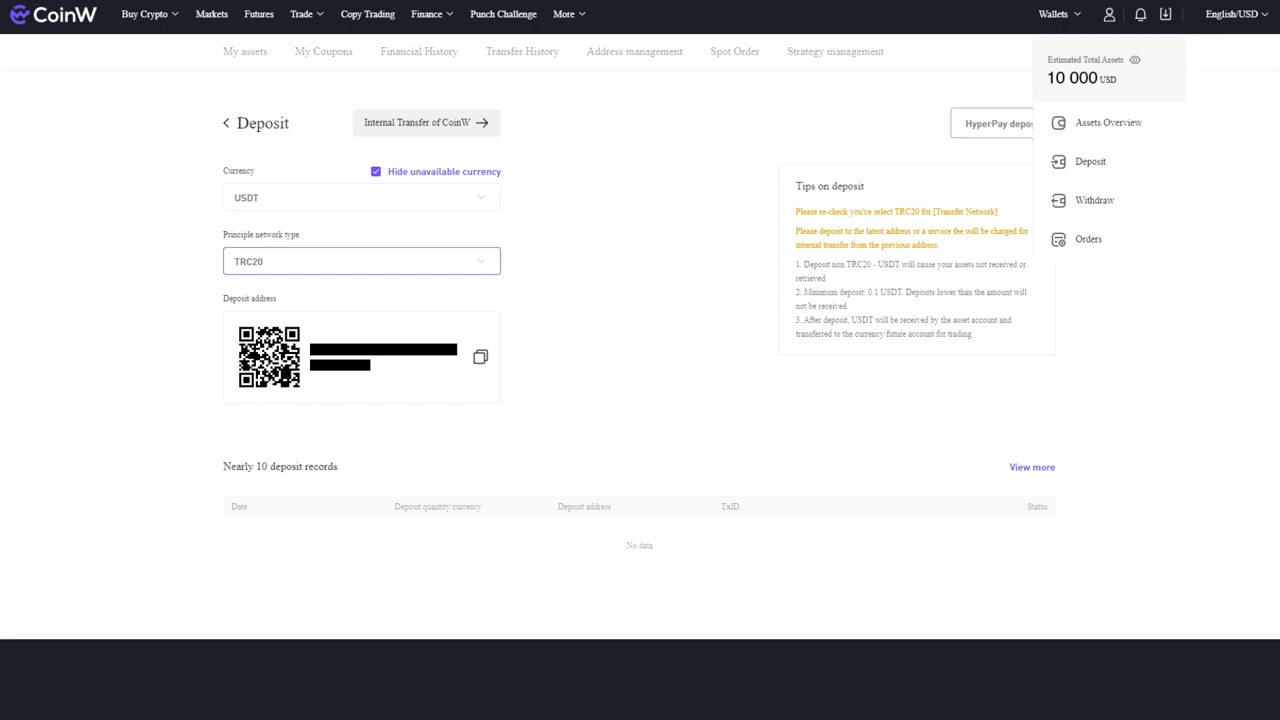 CoinW Buy Crypto Markets Futures Trade Copy Trading Finance Punch Challenge More Wallets English/USD
My assets My Coupons Financial History Transfer History Address management Spot Order Strategy management
Estimated Total Assets
10 000 USD
Assets Overview
Deposit
Withdraw
Orders
Deposit
Internal Transfer of CoinW
HyperPay depos
Currency
Hide unavailable currency
USDT
Principle network type
TRC20
Deposit address
Tips on deposit
Please re-check you've select TRC20 for [Transfer Network]
Please deposit to the latest address or a service fee will be charged for
internal transfer from the previous address.
1. Deposit non TRC20 - USDT will cause your assets not received or
retrieved
2. Minimum deposit: 0.1 USDT. Deposits lower than the amount will
not be received.
3. After deposit, USDT will be received by the asset account and
transferred to the currency/future account for trading
Nearly 10 deposit records
View more
Date Deposit quantity/currency Deposit address TxID Status
No data